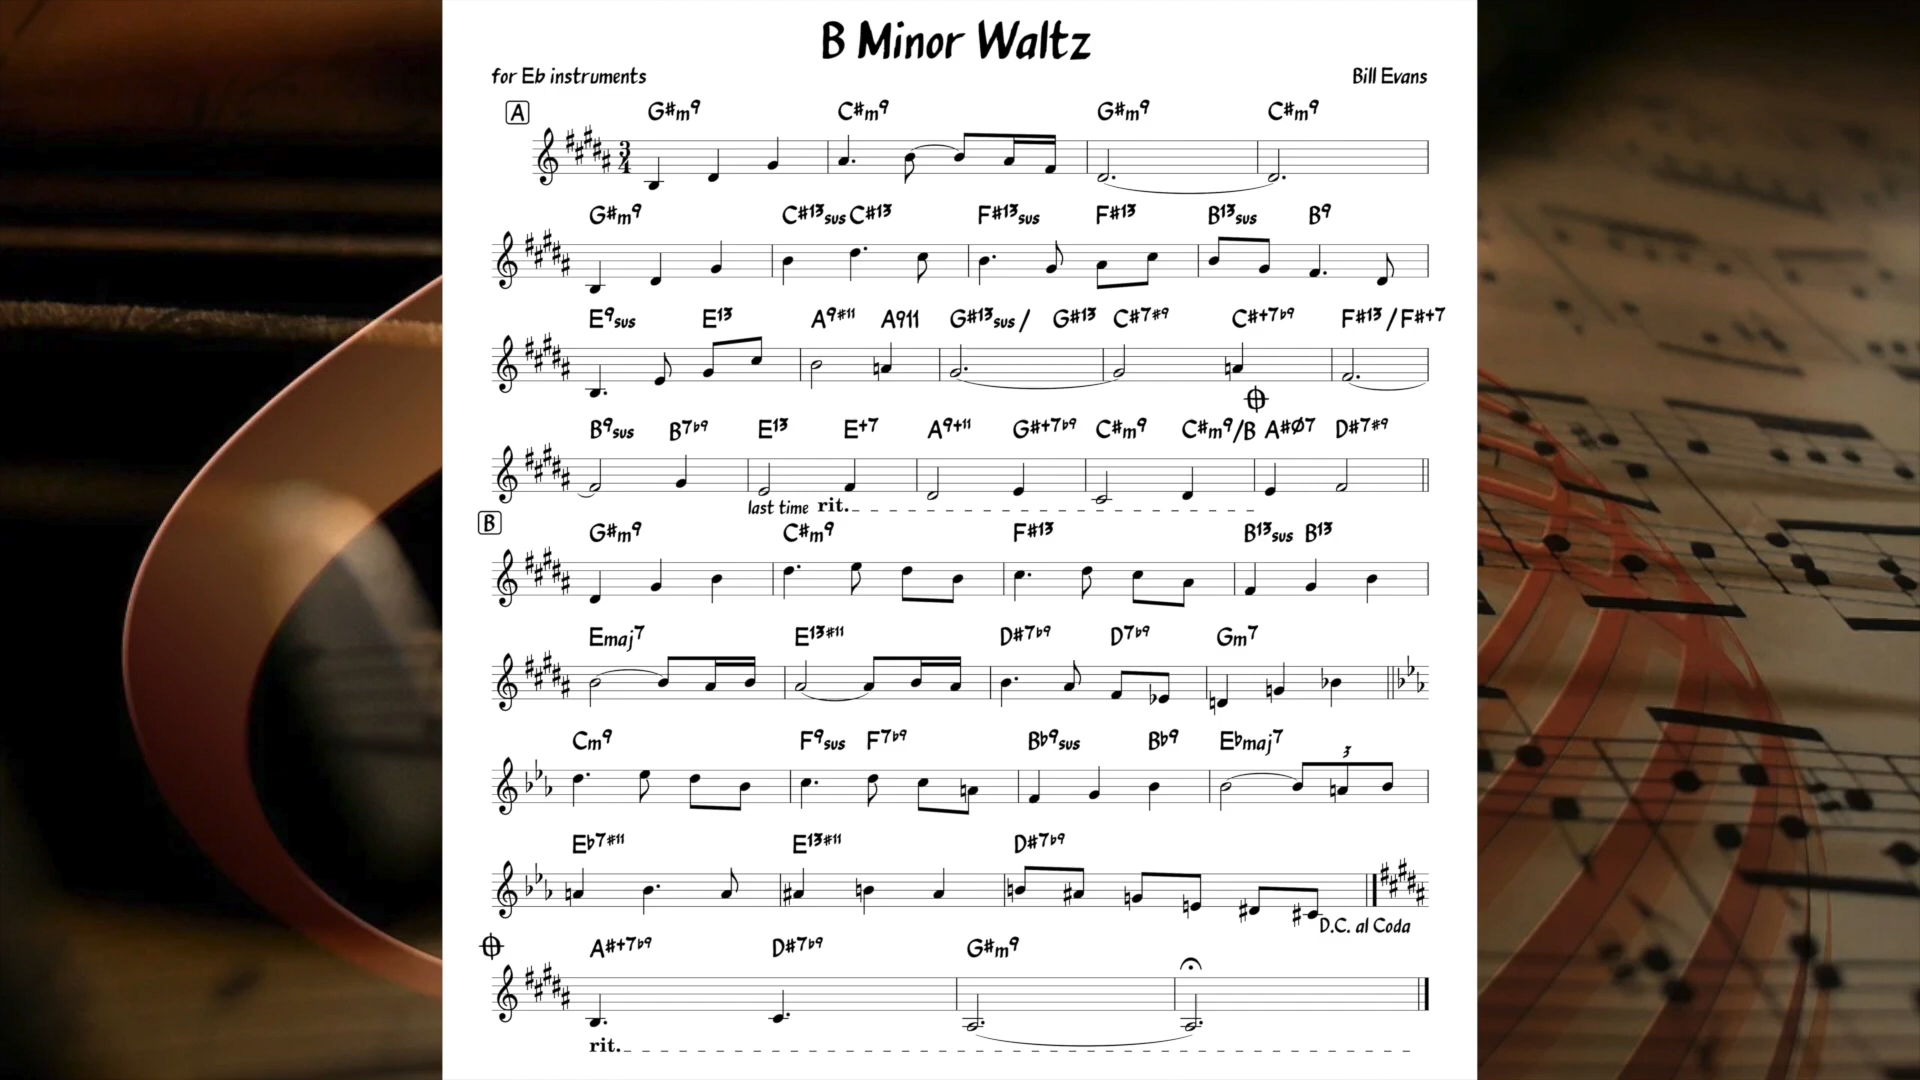 B Minor Waltz
for Eb instruments Bill Evans
A G#m9 C#m9 G#m9 C#m9
3
4
G#m9 C#13sus C#13 F#13sus F#13 B13sus B9
E9sus E13 A9#11 A911 G#13sus / G#13 C#7#9 C#+7b9 F#13 / F#+7
B9sus B7b9 E13 E+7 A9+11 G#+7b9 C#m9 C#m9/B A#Ø7 D#7#9
last time rit.
B G#m9 C#m9 F#13 B13sus B13
Emaj7 E13#11 D#7b9 D7b9 Gm7
Cm9 F9sus F7b9 Bb9sus Bb9 Ebmaj7
3
Eb7#11 E13#11 D#7b9
D.C. al Coda
A#+7b9 D#7b9 G#m9
rit.